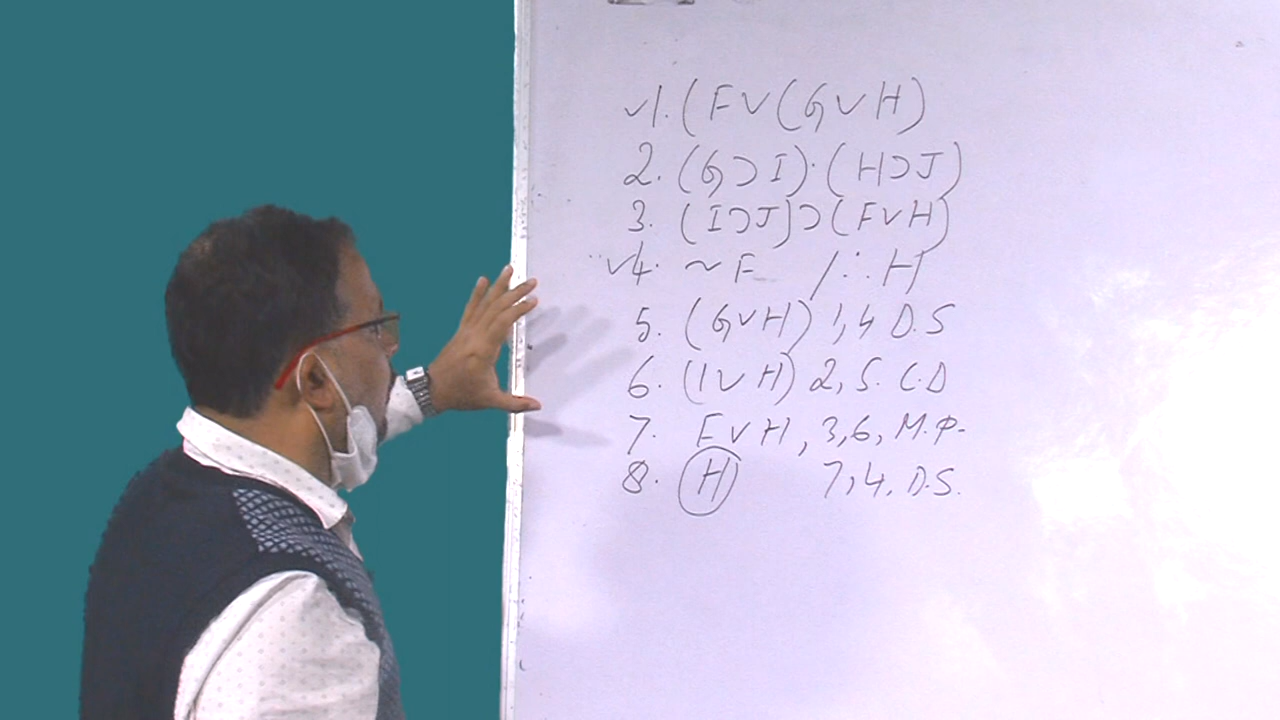 ✓1. (F∨(G∨H)
2. (G⊃I)·(H⊃J)
3. (I⊃J)⊃(F∨H)
✓4. ~F /∴ H
5. (G∨H) 1,4 D.S
6. (I∨H) 2,5. C.D
7. F∨H, 3,6, M.P.
8. H 7,4, D.S.